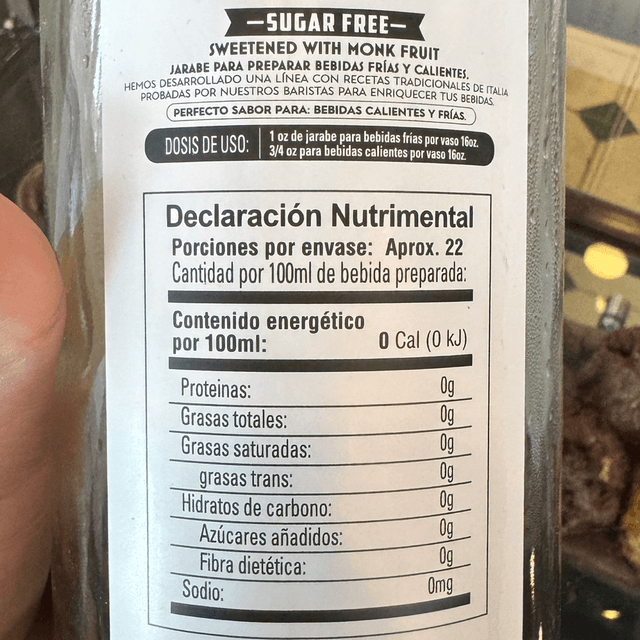 —SUGAR FREE—
SWEETENED WITH MONK FRUIT
JARABE PARA PREPARAR BEBIDAS FRÍAS Y CALIENTES.
HEMOS DESARROLLADO UNA LÍNEA CON RECETAS TRADICIONALES DE ITALIA
PROBADAS POR NUESTROS BARISTAS PARA ENRIQUECER TUS BEBIDAS.
PERFECTO SABOR PARA: BEBIDAS CALIENTES Y FRÍAS.
DOSIS DE USO: 1 oz de jarabe para bebidas frías por vaso 16oz.
3/4 oz para bebidas calientes por vaso 16oz.
Declaración Nutrimental
Porciones por envase: Aprox. 22
Cantidad por 100ml de bebida preparada:
Contenido energético
por 100ml: 0 Cal (0 kJ)
Proteinas: 0g
Grasas totales: 0g
Grasas saturadas: 0g
grasas trans: 0g
Hidratos de carbono: 0g
Azúcares añadidos: 0g
Fibra dietética: 0g
Sodio: 0mg